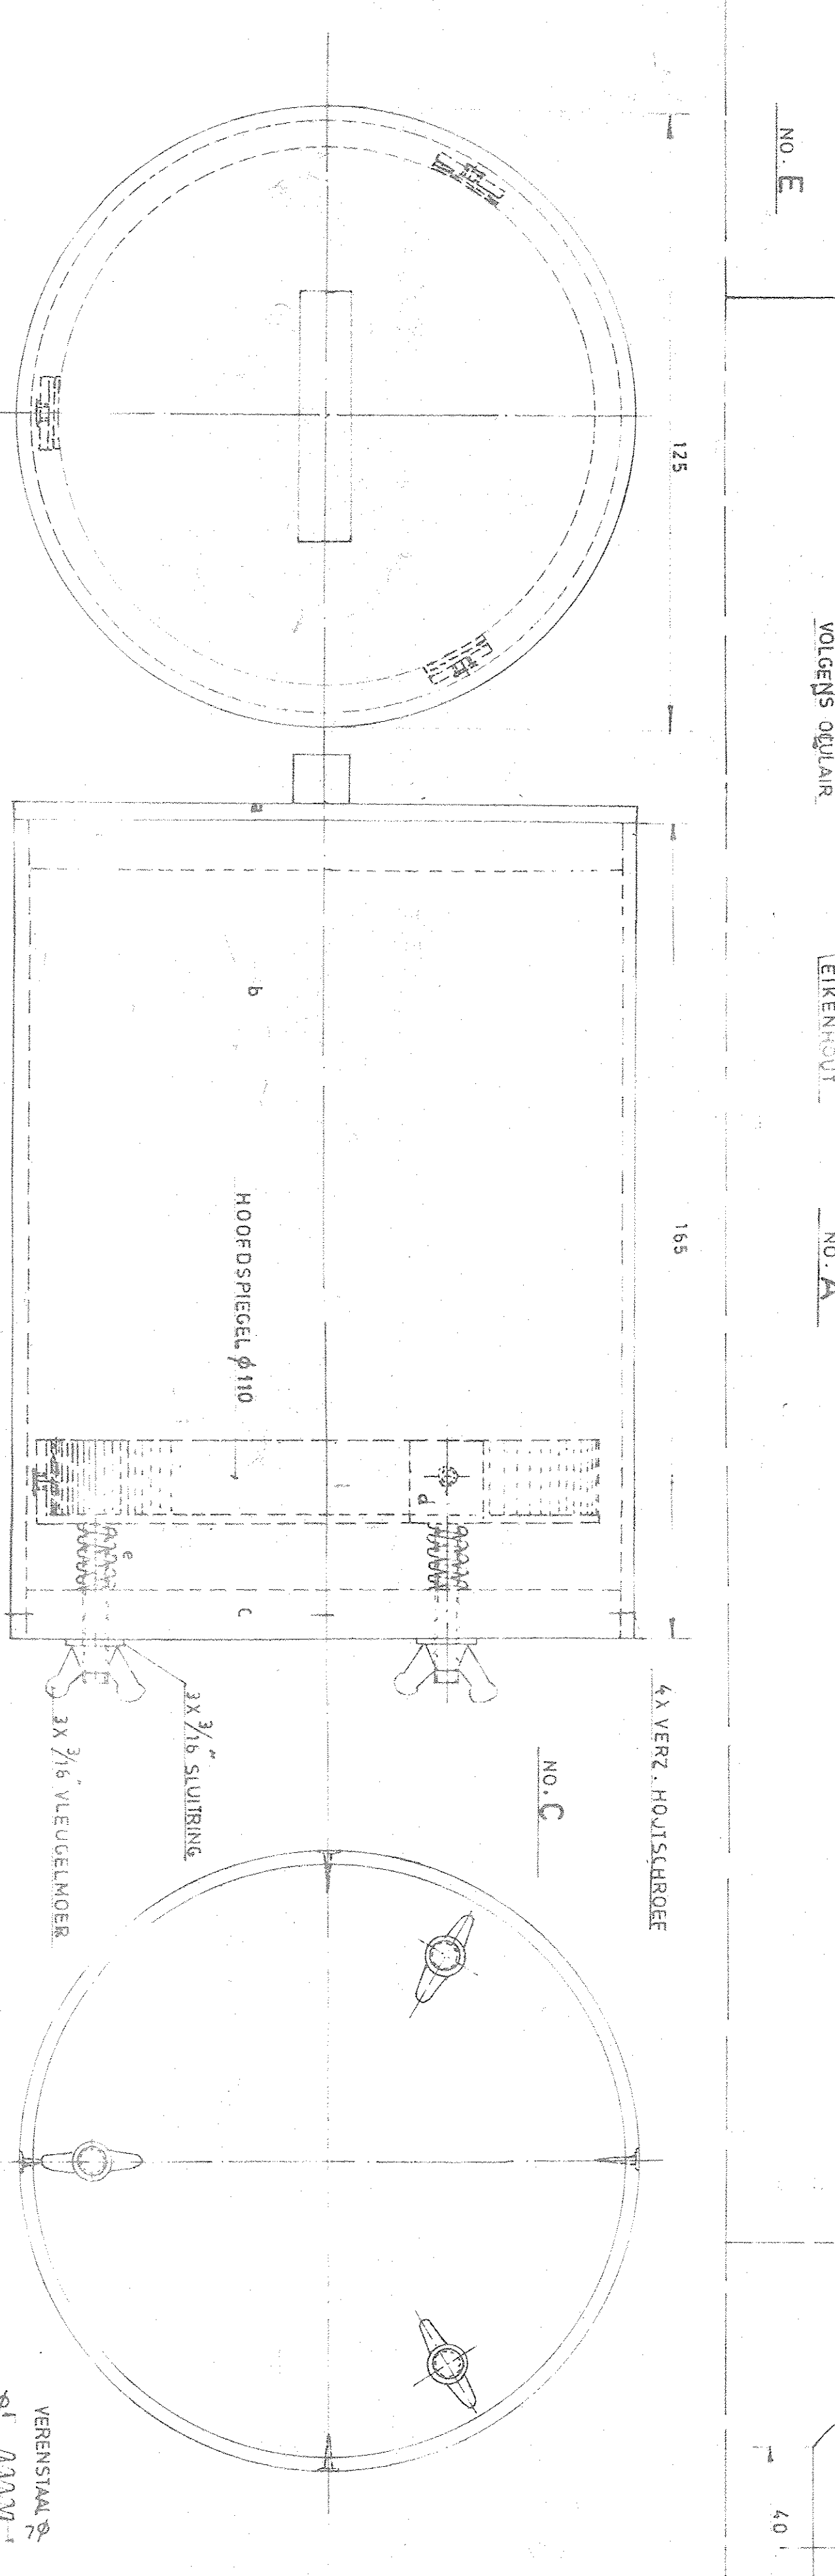 NO. E
VOLGENS OCULAIR
EIKENHOUT
NO. A
125
165
a
b
HOOFDSPIEGEL ϕ 110
d
e
c
4X VERZ. HOUTSCHROEF
NO. C
3X 3/16" SLUITRING
3X 3/16" VLEUGELMOER
VERENSTAAL
40